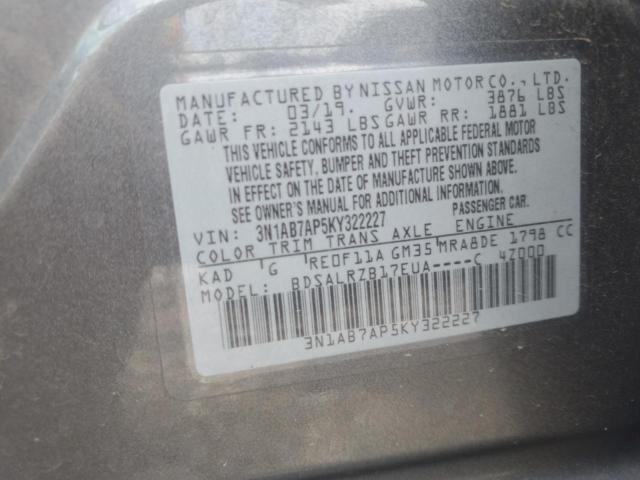 MANUFACTURED BY NISSAN MOTOR CO., LTD.
DATE: 03/19. GVWR: 3876 LBS
GAWR FR: 2143 LBS GAWR RR: 1881 LBS
THIS VEHICLE CONFORMS TO ALL APPLICABLE FEDERAL MOTOR
VEHICLE SAFETY, BUMPER AND THEFT PREVENTION STANDARDS
IN EFFECT ON THE DATE OF MANUFACTURE SHOWN ABOVE.
SEE OWNER'S MANUAL FOR ADDITIONAL INFORMATION.
VIN: 3N1AB7AP5KY322227 PASSENGER CAR.
COLOR TRIM TRANS AXLE ENGINE
KAD G RE0F11A GM35 MRA8DE 1798 CC
MODEL: BDSALRZB17EUA----C 4Z000
3N1AB7AP5KY322227